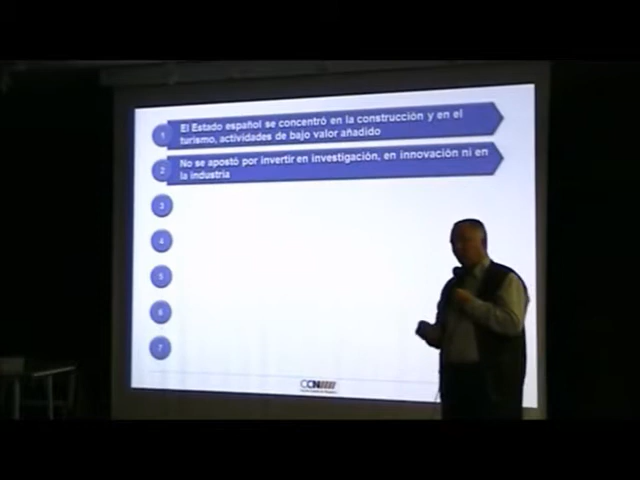 1
El Estado español se concentró en la construcción y en el
turismo, actividades de bajo valor añadido
2
No se apostó por invertir en investigación, en innovación ni en
la industria
3
4
5
6
7
CCN